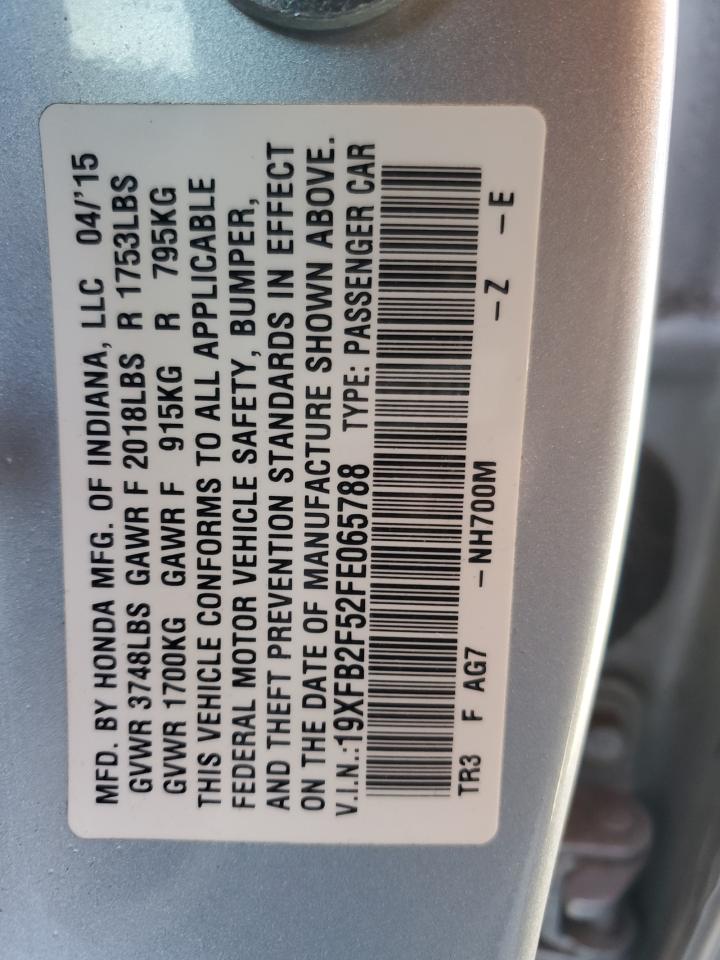 MFD. BY HONDA MFG. OF INDIANA, LLC 04/'15
GVWR 3748LBS GAWR F 2018LBS R 1753LBS
GVWR 1700KG GAWR F 915KG R 795KG
THIS VEHICLE CONFORMS TO ALL APPLICABLE
FEDERAL MOTOR VEHICLE SAFETY, BUMPER,
AND THEFT PREVENTION STANDARDS IN EFFECT
ON THE DATE OF MANUFACTURE SHOWN ABOVE.
V.I.N.:19XFB2F52FE065788 TYPE: PASSENGER CAR
TR3 F AG7 -NH700M -Z -E